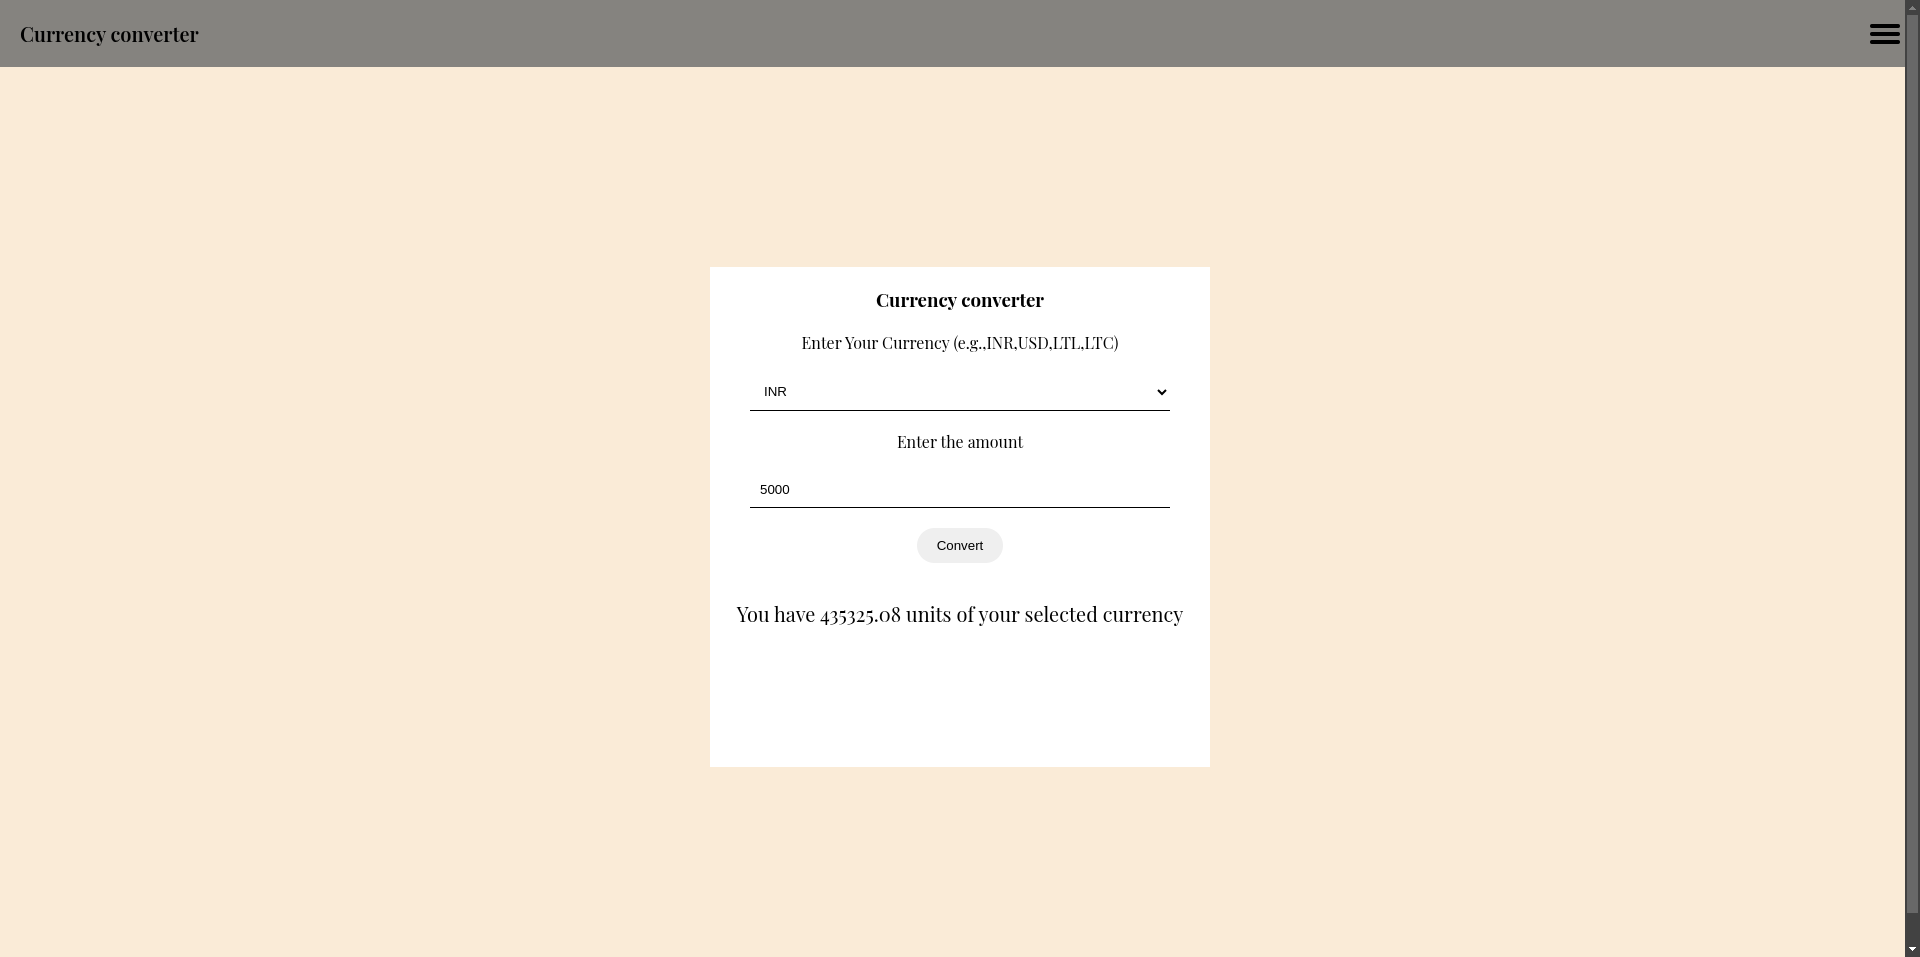 Currency converter
Currency converter
Enter Your Currency (e.g.,INR,USD,LTL,LTC)
INR
Enter the amount
5000
Convert
You have 435325.08 units of your selected currency